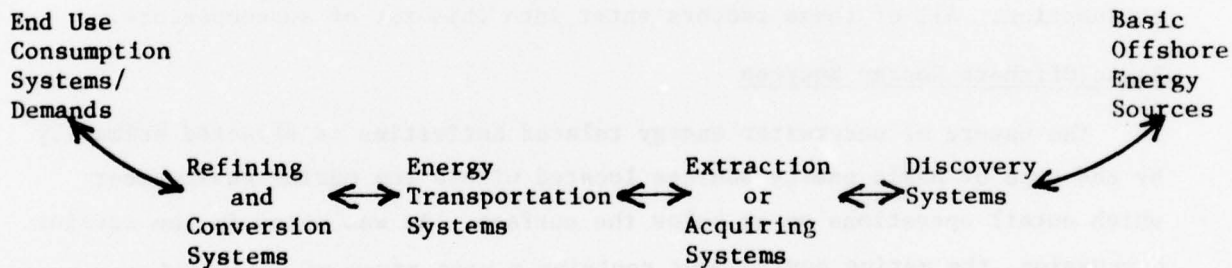 End Use
Consumption
Systems/
Demands
Refining
and
Conversion
Systems
Energy
Transportation
Systems
Extraction
or
Acquiring
Systems
Discovery
Systems
Basic
Offshore
Energy
Sources